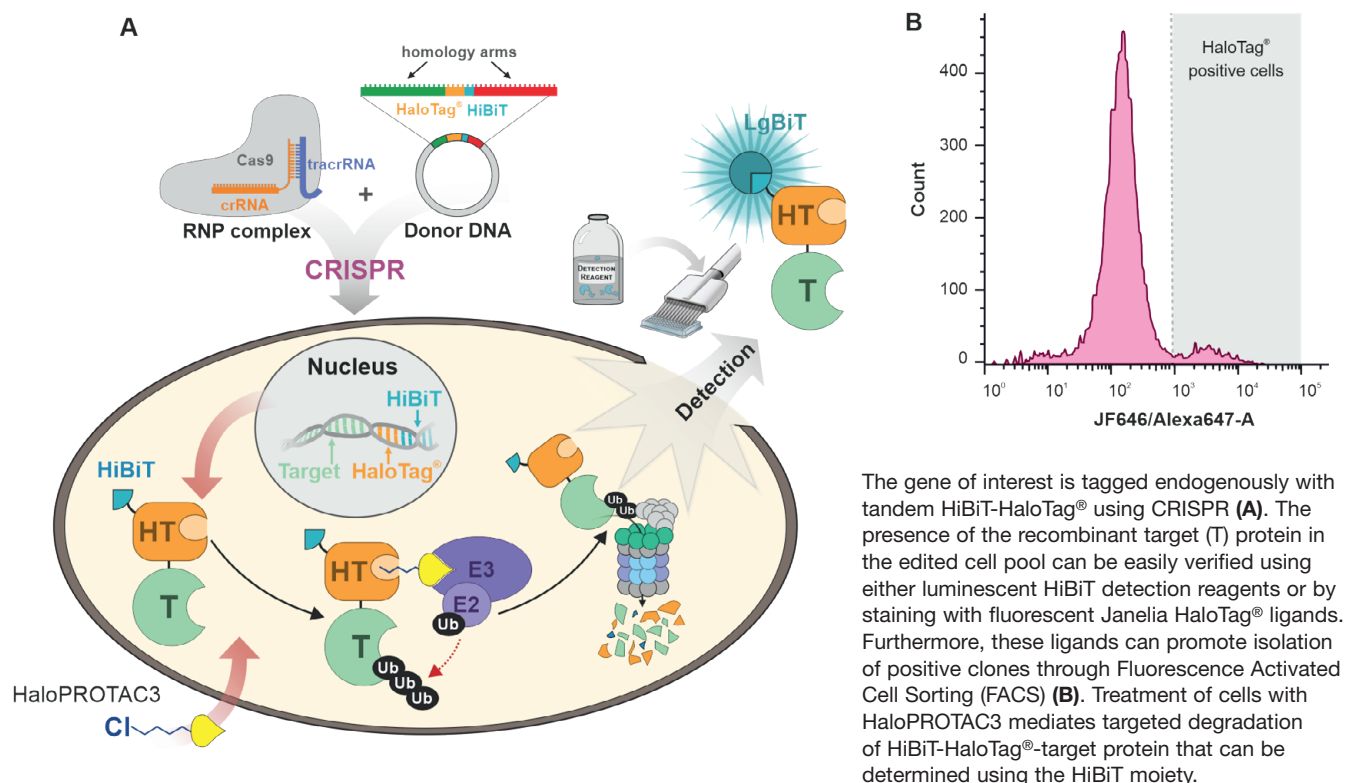 A
homology arms
HaloTag® HiBiT
Cas9
tracrRNA
crRNA
+
RNP complex
Donor DNA
CRISPR
LgBiT
HT
T
DETECTION
REAGENT
Detection
Nucleus
HiBiT
Target
HaloTag®
HiBiT
HT
T
HT
E3
E2
Ub
T
Ub
Ub
Ub
HT
T
Ub
Ub
HaloPROTAC3
Cl
B
HaloTag®
positive cells
Count
400
300
200
100
0
10⁰ 10¹ 10² 10³ 10⁴ 10⁵
JF646/Alexa647-A
The gene of interest is tagged endogenously with
tandem HiBiT-HaloTag® using CRISPR (A). The
presence of the recombinant target (T) protein in
the edited cell pool can be easily verified using
either luminescent HiBiT detection reagents or by
staining with fluorescent Janelia HaloTag® ligands.
Furthermore, these ligands can promote isolation
of positive clones through Fluorescence Activated
Cell Sorting (FACS) (B). Treatment of cells with
HaloPROTAC3 mediates targeted degradation
of HiBiT-HaloTag®-target protein that can be
determined using the HiBiT moiety.